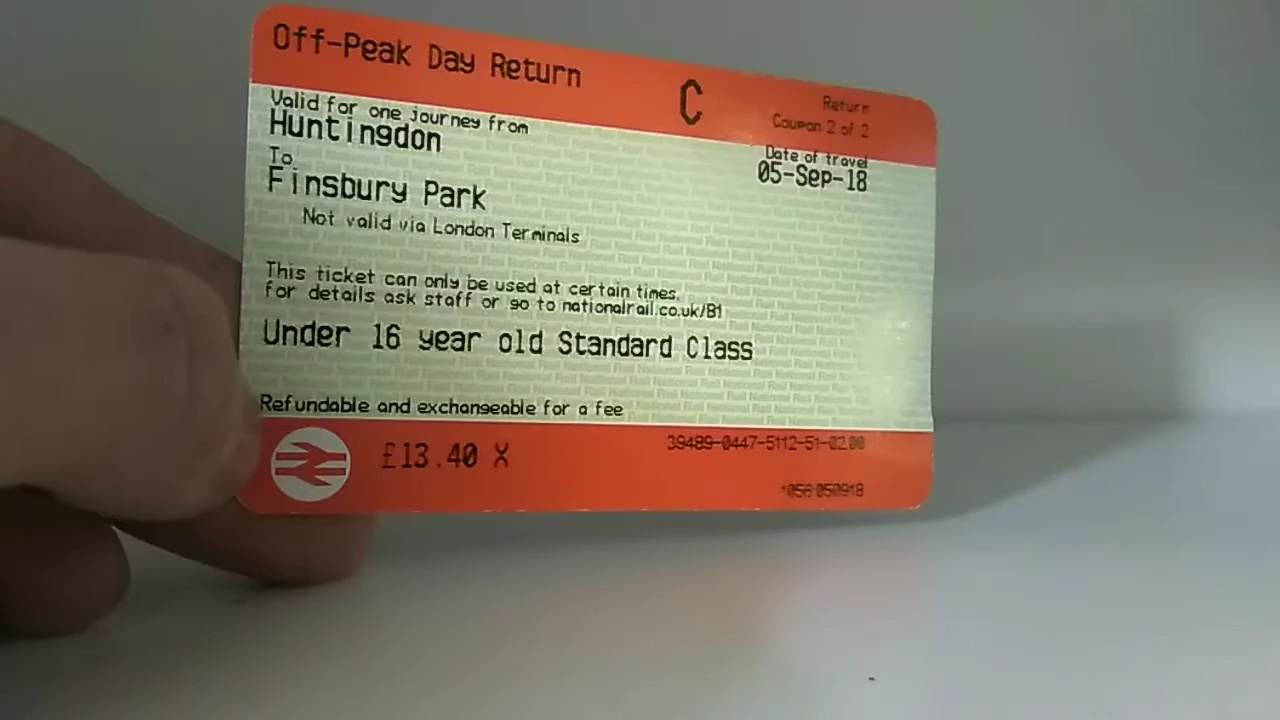 Off-Peak Day Return
C
Return
Coupon 2 of 2
Valid for one journey from
Huntingdon
Date of travel
05-Sep-18
To
Finsbury Park
Not valid via London Terminals
This ticket can only be used at certain times.
for details ask staff or go to nationalrail.co.uk/B1
Under 16 year old Standard Class
Refundable and exchangeable for a fee
£13.40 X
39489-0447-5112-51-02.00